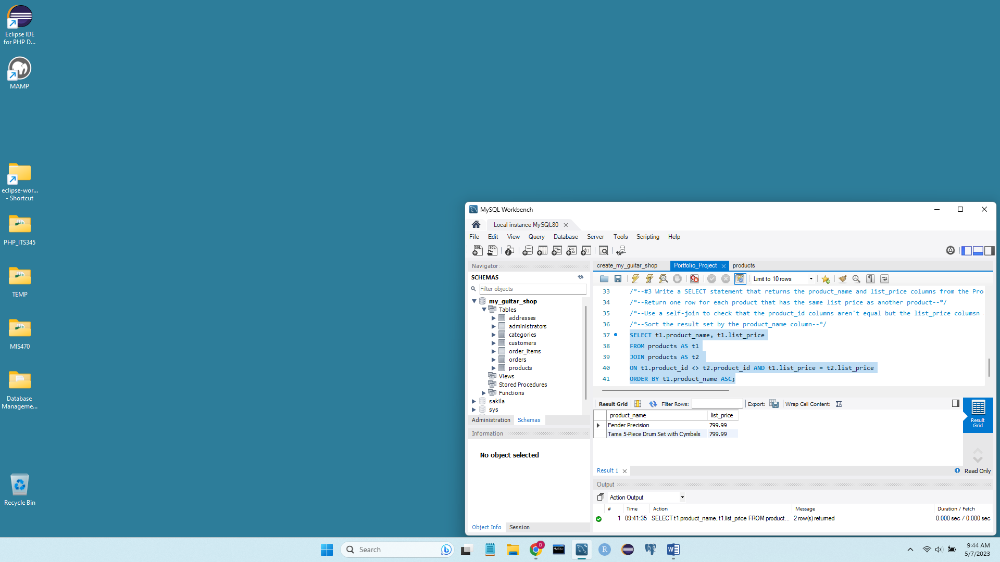 Eclipse IDE
for PHP D...
MAMP
eclipse-wor...
- Shortcut
PHP_ITS345
TEMP
MIS470
Database
Manageme...
Recycle Bin
MySQL Workbench
Local instance MySQL80
File Edit View Query Database Server Tools Scripting Help
Navigator
SCHEMAS
Filter objects
my_guitar_shop
Tables
addresses
administrators
categories
customers
order_items
orders
products
Views
Stored Procedures
Functions
sakila
sys
Administration Schemas
Information
No object selected
Object Info Session
create_my_guitar_shop Portfolio_Project products
Limit to 10 rows
33 /*--#3 Write a SELECT statement that returns the product_name and list_price columns from the Pro
34 /*--Return one row for each product that has the same list price as another product--*/
35 /*--Use a self-join to check that the product_id columns aren't equal but the list_price columsn
36 /*--Sort the result set by the product_name column--*/
37 SELECT t1.product_name, t1.list_price
38 FROM products AS t1
39 JOIN products AS t2
40 ON t1.product_id <> t2.product_id AND t1.list_price = t2.list_price
41 ORDER BY t1.product_name ASC;
Result Grid Filter Rows: Export: Wrap Cell Content:
product_name list_price
Fender Precision 799.99
Tama 5-Piece Drum Set with Cymbals 799.99
Result
Grid
Result 1
Read Only
Output
Action Output
# Time Action Message Duration / Fetch
1 09:41:35 SELECT t1.product_name, t1.list_price FROM product... 2 row(s) returned 0.000 sec / 0.000 sec
Search
9:44 AM
5/7/2023